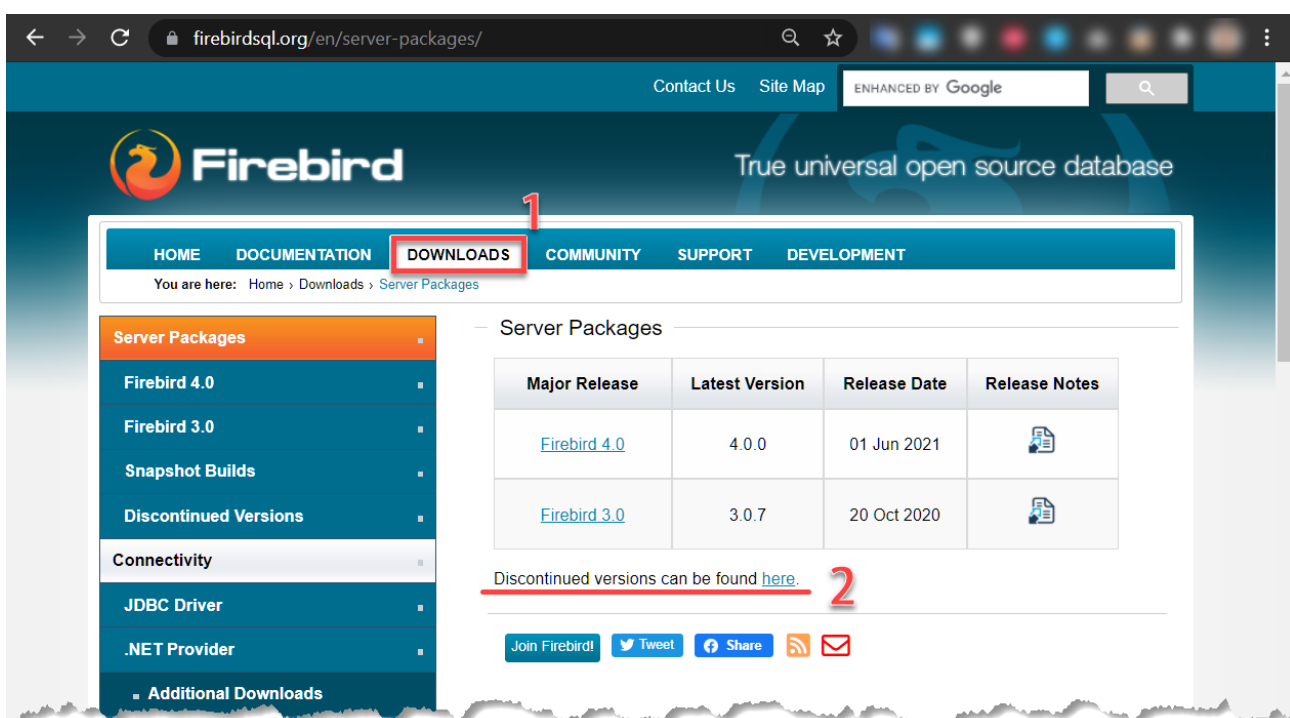 firebirdsql.org/en/server-packages/
Contact Us Site Map ENHANCED BY Google
Firebird
True universal open source database
1
HOME DOCUMENTATION DOWNLOADS COMMUNITY SUPPORT DEVELOPMENT
You are here: Home › Downloads › Server Packages
Server Packages
Firebird 4.0
Firebird 3.0
Snapshot Builds
Discontinued Versions
Connectivity
JDBC Driver
.NET Provider
Additional Downloads
Server Packages
Major Release Latest Version Release Date Release Notes
Firebird 4.0 4.0.0 01 Jun 2021
Firebird 3.0 3.0.7 20 Oct 2020
Discontinued versions can be found here.
2
Join Firebird! Tweet Share